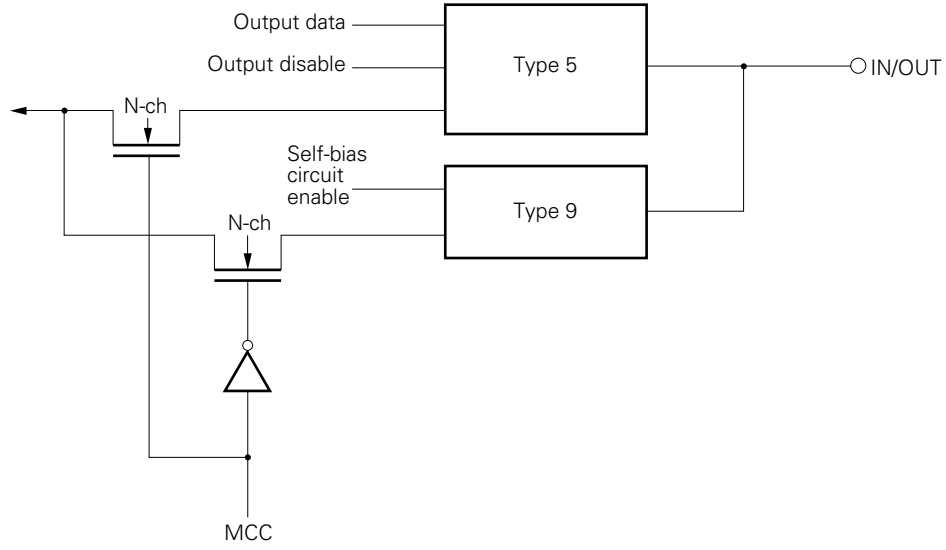 Output data
Output disable
Type 5
IN/OUT
N-ch
Self-bias
circuit
enable
Type 9
N-ch
MCC